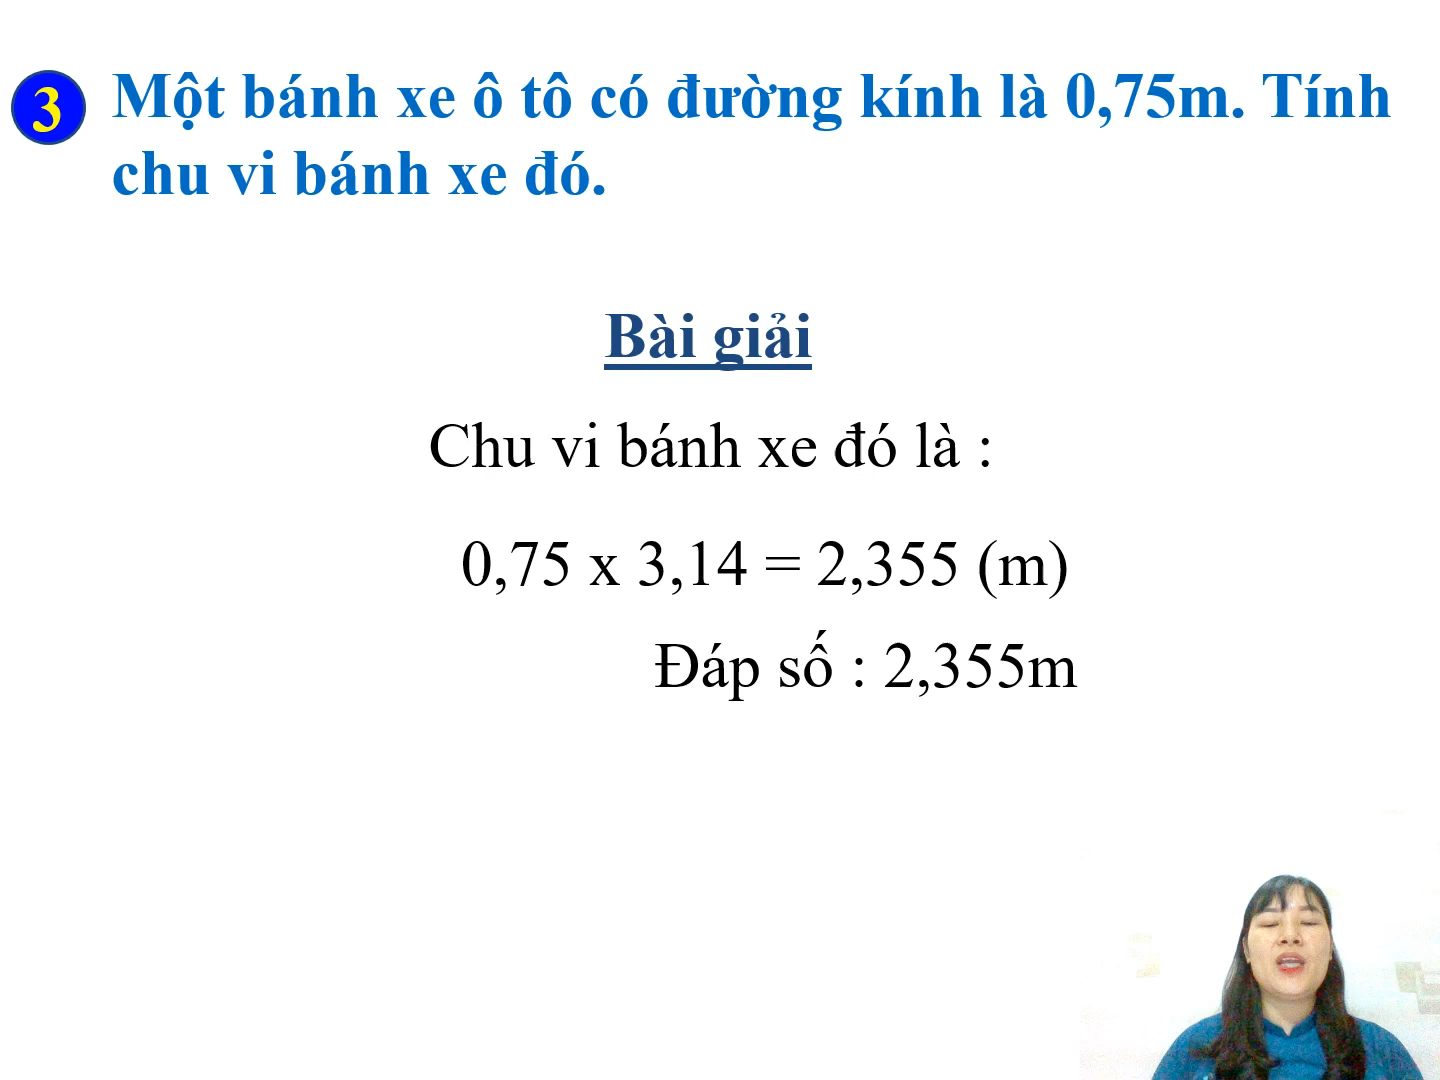 3 Một bánh xe ô tô có đường kính là 0,75m. Tính
chu vi bánh xe đó.
Bài giải
Chu vi bánh xe đó là :
0,75 x 3,14 = 2,355 (m)
Đáp số : 2,355m